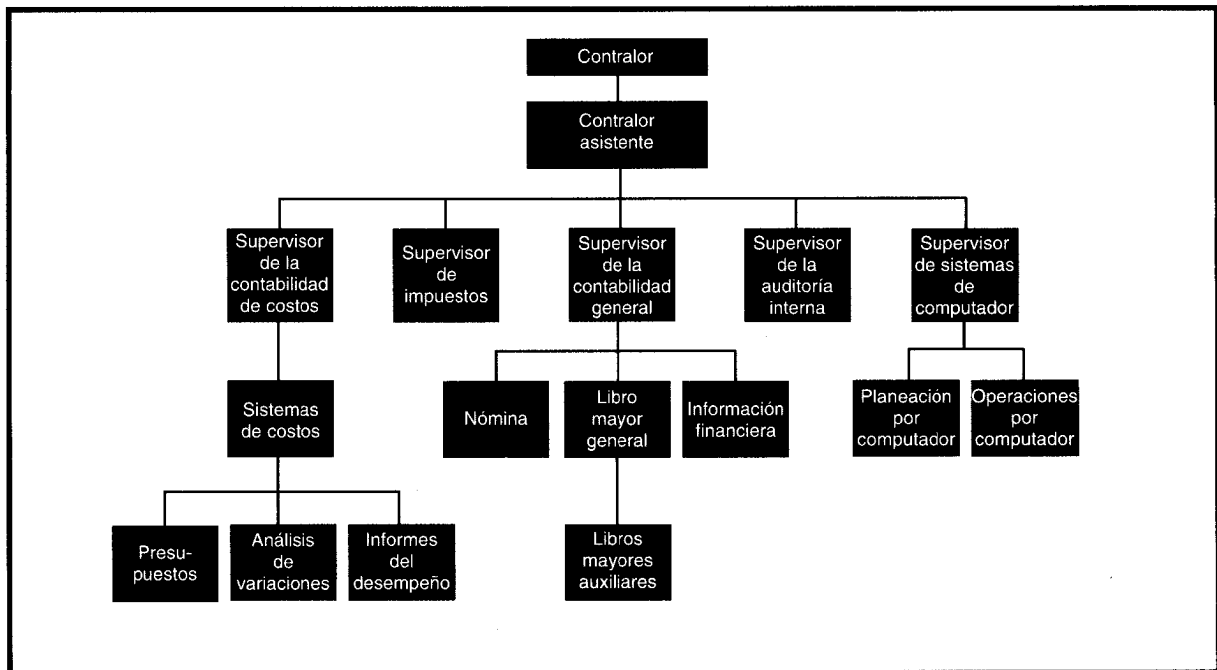 Contralor
Contralor
asistente
Supervisor
de la
contabilidad
de costos
Supervisor
de
impuestos
Supervisor
de la
contabilidad
general
Supervisor
de la
auditoría
interna
Supervisor
de sistemas
de
computador
Sistemas
de costos
Nómina
Libro
mayor
general
Información
financiera
Planeación
por
computador
Operaciones
por
computador
Presu-
puestos
Análisis
de
variaciones
Informes
del
desempeño
Libros
mayores
auxiliares